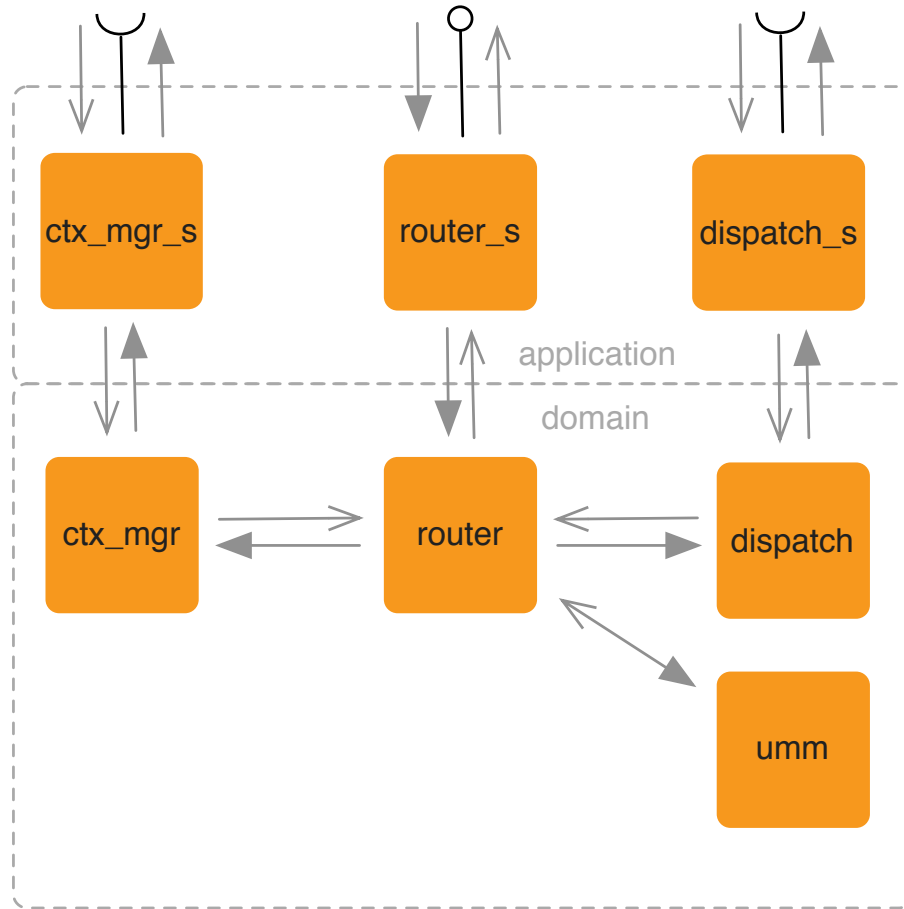 ctx_mgr_s
router_s
dispatch_s
application
domain
ctx_mgr
router
dispatch
umm